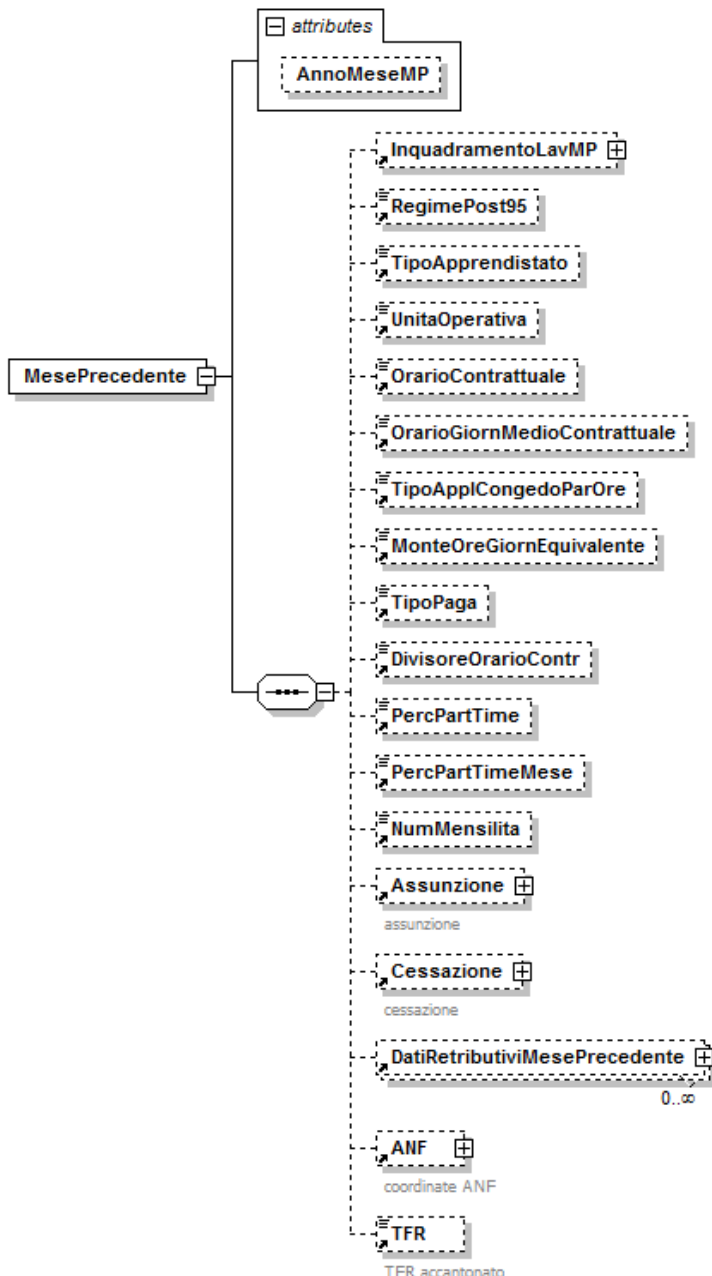 attributes
AnnoMeseMP
InquadramentoLavMP
RegimePost95
TipoApprendistato
UnitaOperativa
MesePrecedente
OrarioContrattuale
OrarioGiornMedioContrattuale
TipoApplCongedoParOre
MonteOreGiornEquivalente
TipoPaga
DivisoreOrarioContr
PercPartTime
PercPartTimeMese
NumMensilita
Assunzione
assunzione
Cessazione
cessazione
DatiRetributiviMesePrecedente
0..∞
ANF
coordinate ANF
TFR
TFR accantonato